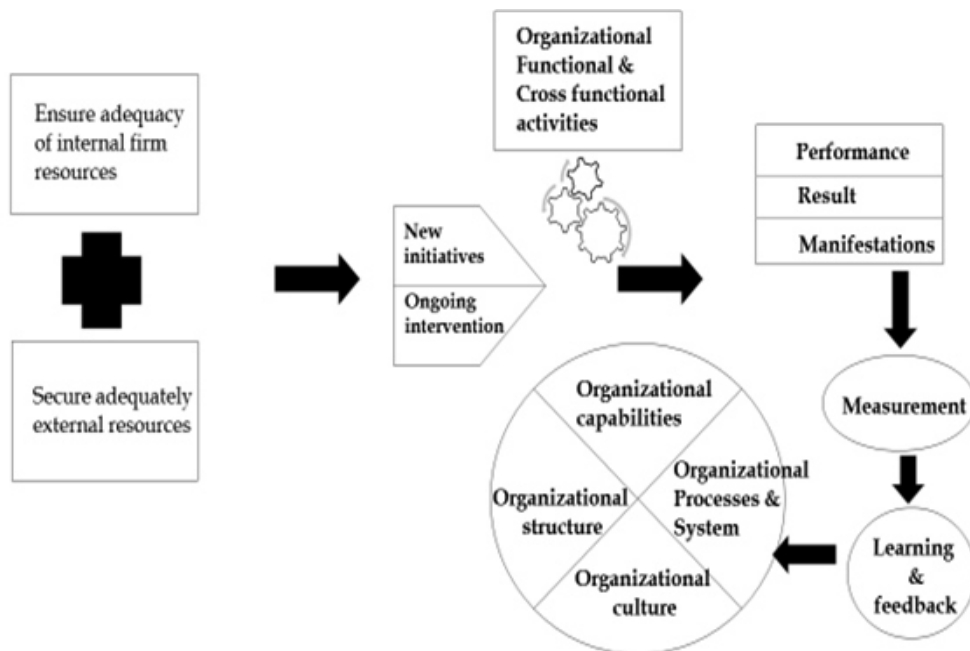 Ensure adequacy
of internal firm
resources
Secure adequately
external resources
New
initiatives
Ongoing
intervention
Organizational
Functional &
Cross functional
activities
Performance
Result
Manifestations
Measurement
Learning
&
feedback
Organizational
capabilities
Organizational
Processes &
System
Organizational
structure
Organizational
culture